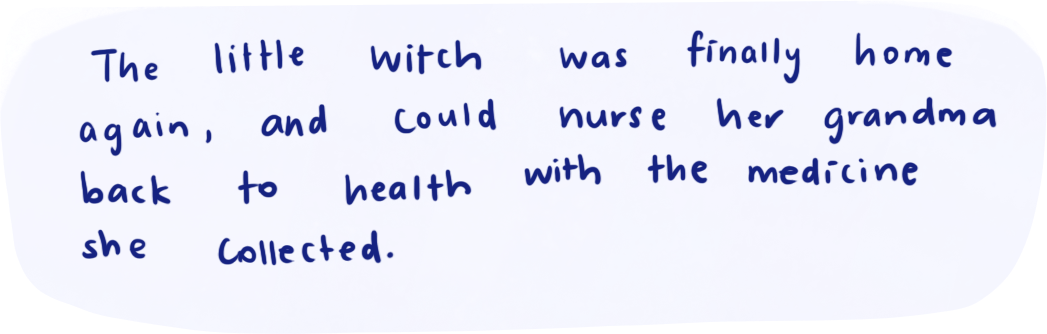 The little witch was finally home
again, and could nurse her grandma
back to health with the medicine
she collected.